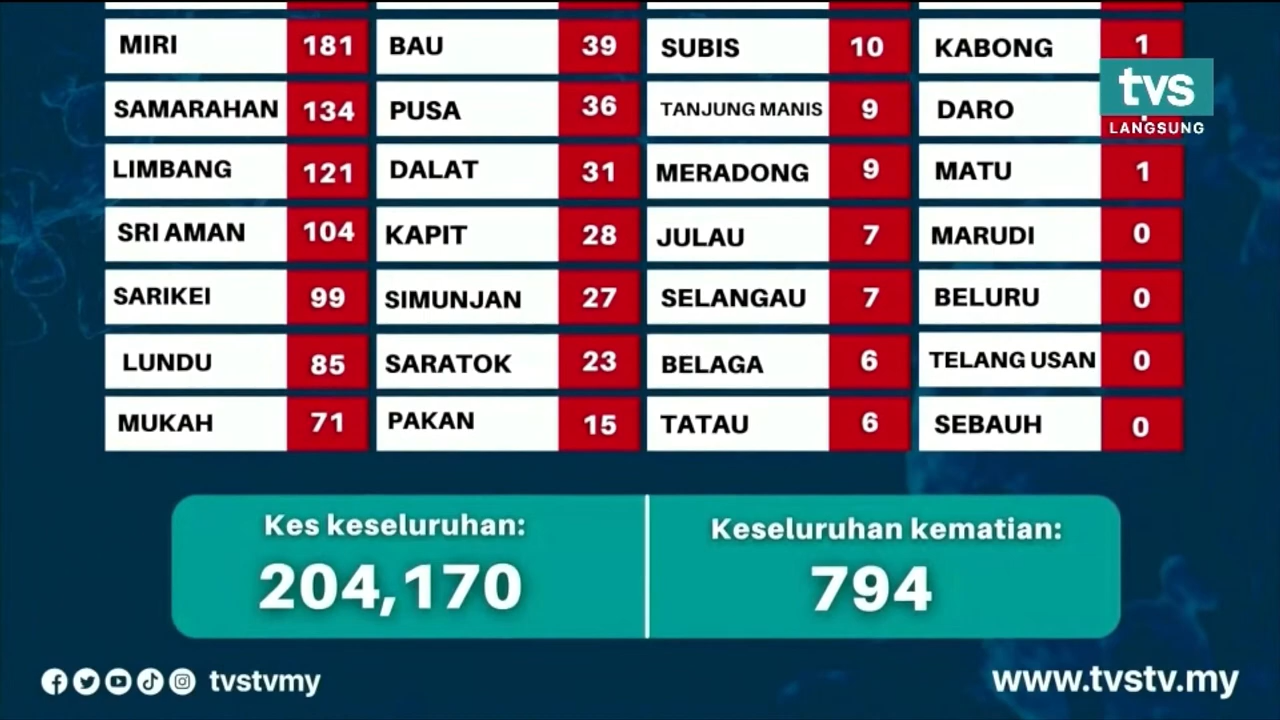 MIRI 181 BAU 39 SUBIS 10 KABONG 1
SAMARAHAN 134 PUSA 36 TANJUNG MANIS 9 DARO
tvs
LANGSUNG
LIMBANG 121 DALAT 31 MERADONG 9 MATU 1
SRI AMAN 104 KAPIT 28 JULAU 7 MARUDI 0
SARIKEI 99 SIMUNJAN 27 SELANGAU 7 BELURU 0
LUNDU 85 SARATOK 23 BELAGA 6 TELANG USAN 0
MUKAH 71 PAKAN 15 TATAU 6 SEBAUH 0
Kes keseluruhan: Keseluruhan kematian:
204,170 794
tvstvmy www.tvstv.my